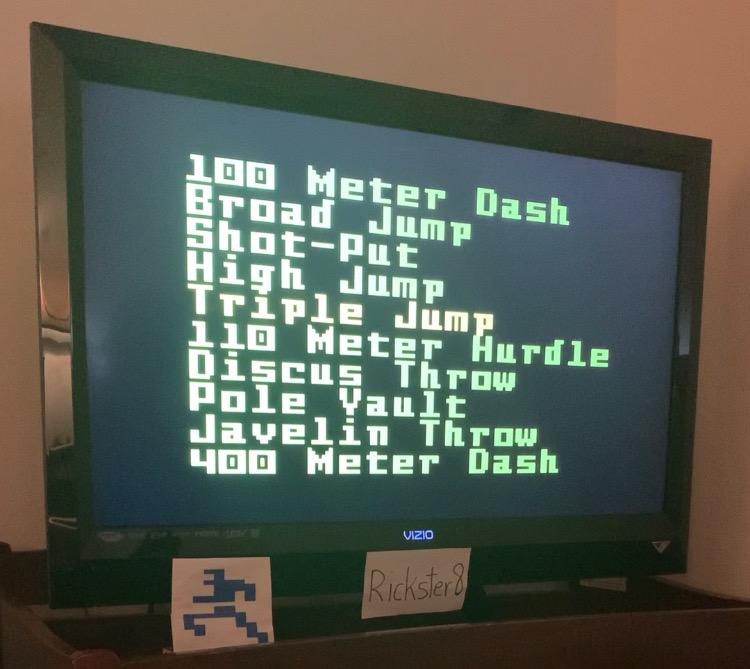 100 Meter Dash
Broad Jump
Shot-Put
High Jump
Triple Jump
110 Meter Hurdle
Discus Throw
Pole Vault
Javelin Throw
400 Meter Dash
VIZIO
Rickster8